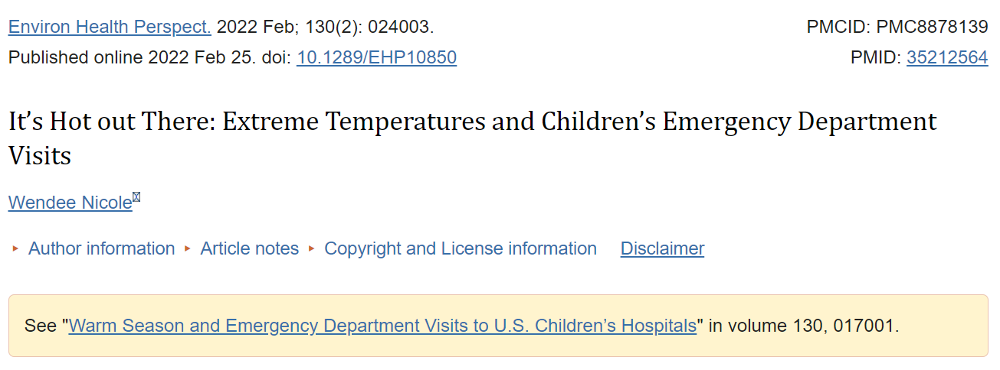 Environ Health Perspect. 2022 Feb; 130(2): 024003.
PMCID: PMC8878139
Published online 2022 Feb 25. doi: 10.1289/EHP10850
PMID: 35212564
It’s Hot out There: Extreme Temperatures and Children’s Emergency Department
Visits
Wendee Nicole
Author information
Article notes
Copyright and License information
Disclaimer
See "Warm Season and Emergency Department Visits to U.S. Children’s Hospitals" in volume 130, 017001.